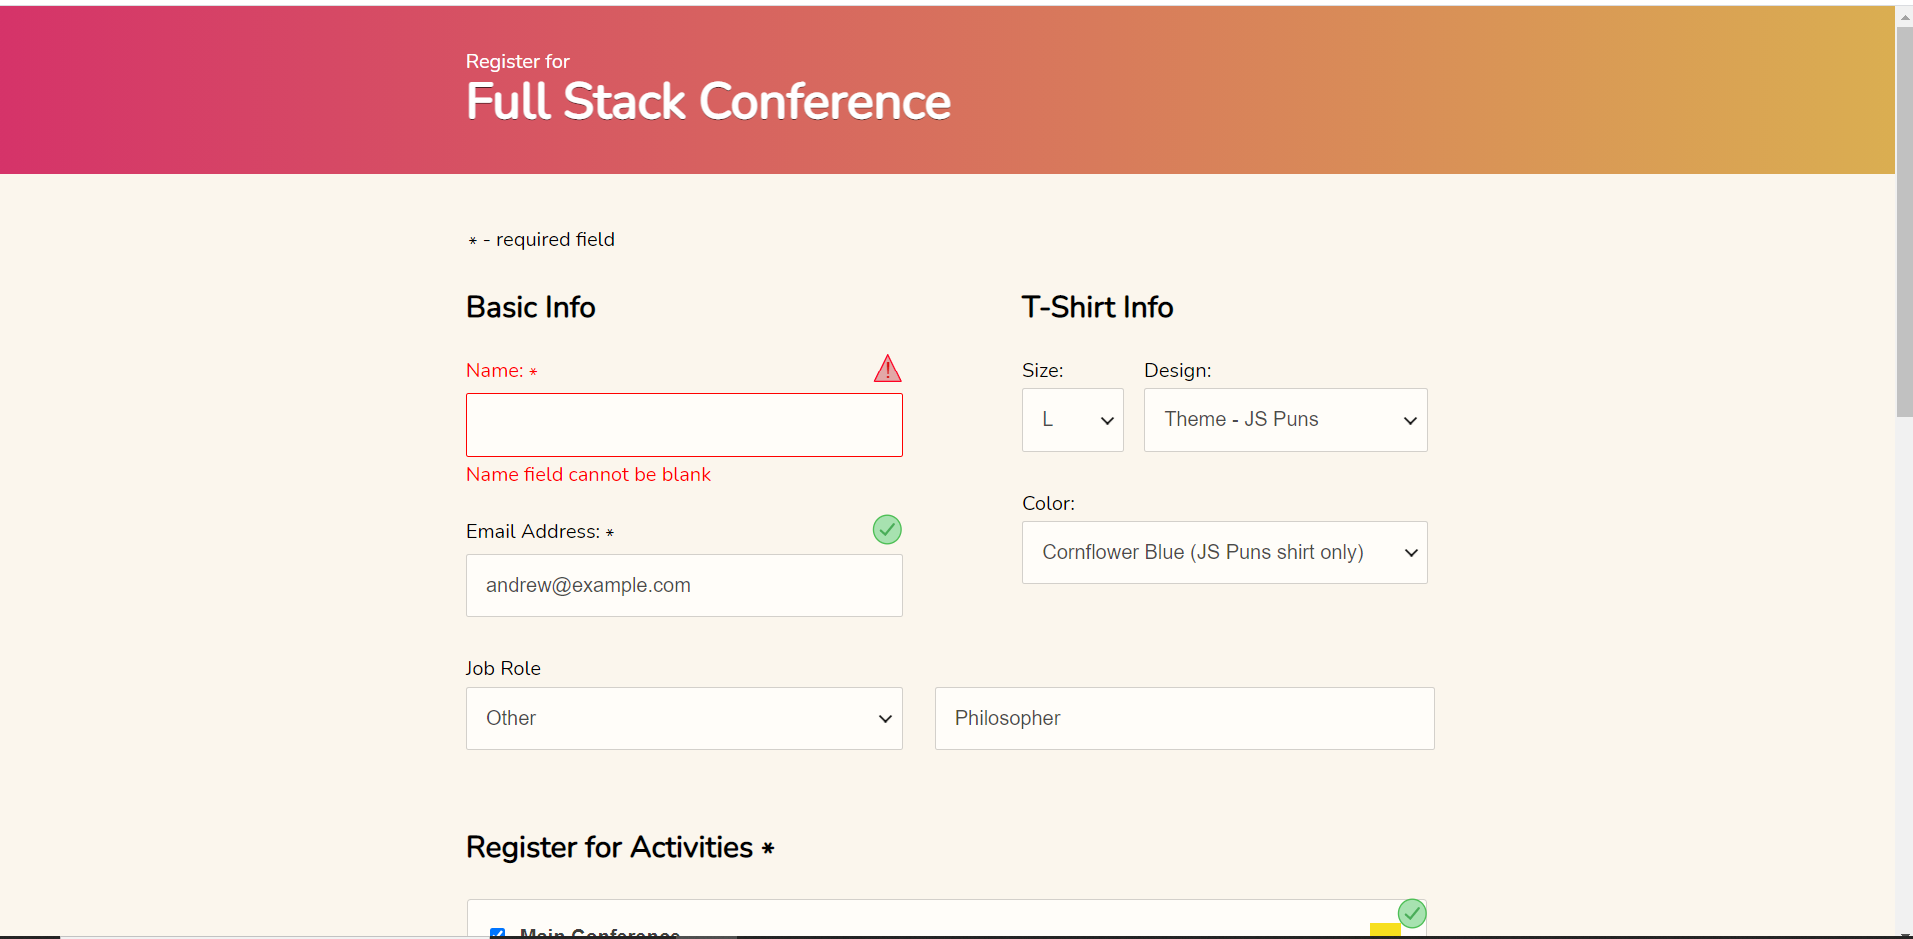 Register for
Full Stack Conference
* - required field
Basic Info
Name: *
Name field cannot be blank
Email Address: *
andrew@example.com
Job Role
Other
Philosopher
T-Shirt Info
Size:
L
Design:
Theme - JS Puns
Color:
Cornflower Blue (JS Puns shirt only)
Register for Activities *
Main Conference